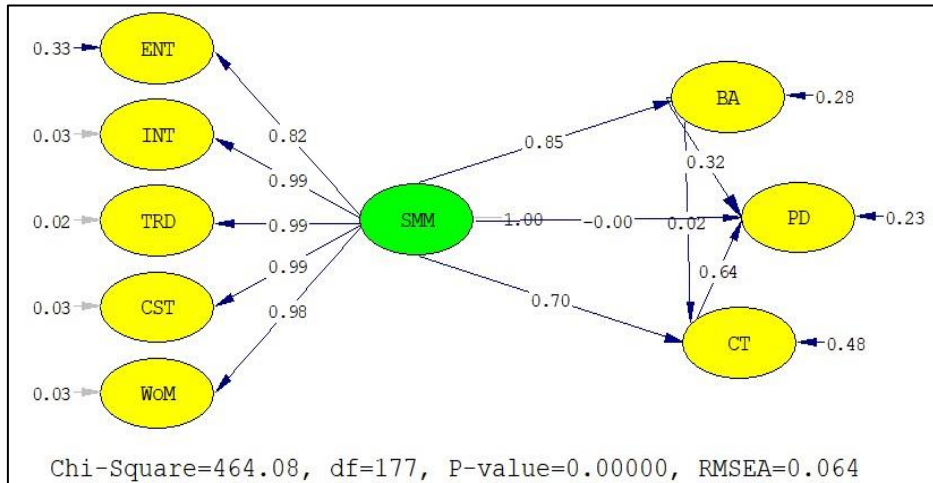 0.33 ENT
0.82
BA 0.28
0.03 INT
0.85
0.32
0.99
0.02 TRD
0.99
SMM
1.00
-0.00
0.02
PD
0.23
0.99
0.64
0.03 CST
0.98
0.70
CT 0.48
0.03 WoM
Chi-Square=464.08, df=177, P-value=0.00000, RMSEA=0.064